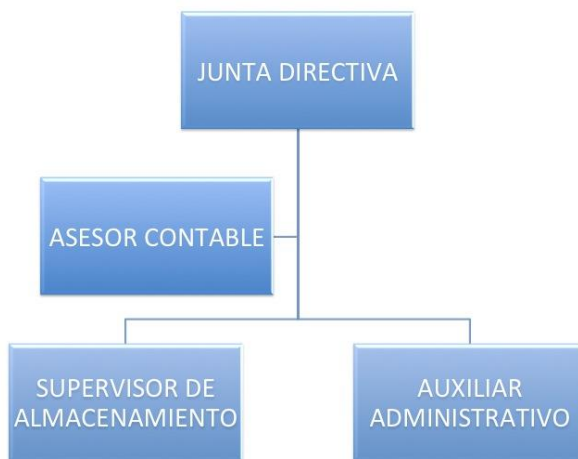 JUNTA DIRECTIVA
ASESOR CONTABLE
SUPERVISOR DE
ALMACENAMIENTO
AUXILIAR
ADMINISTRATIVO